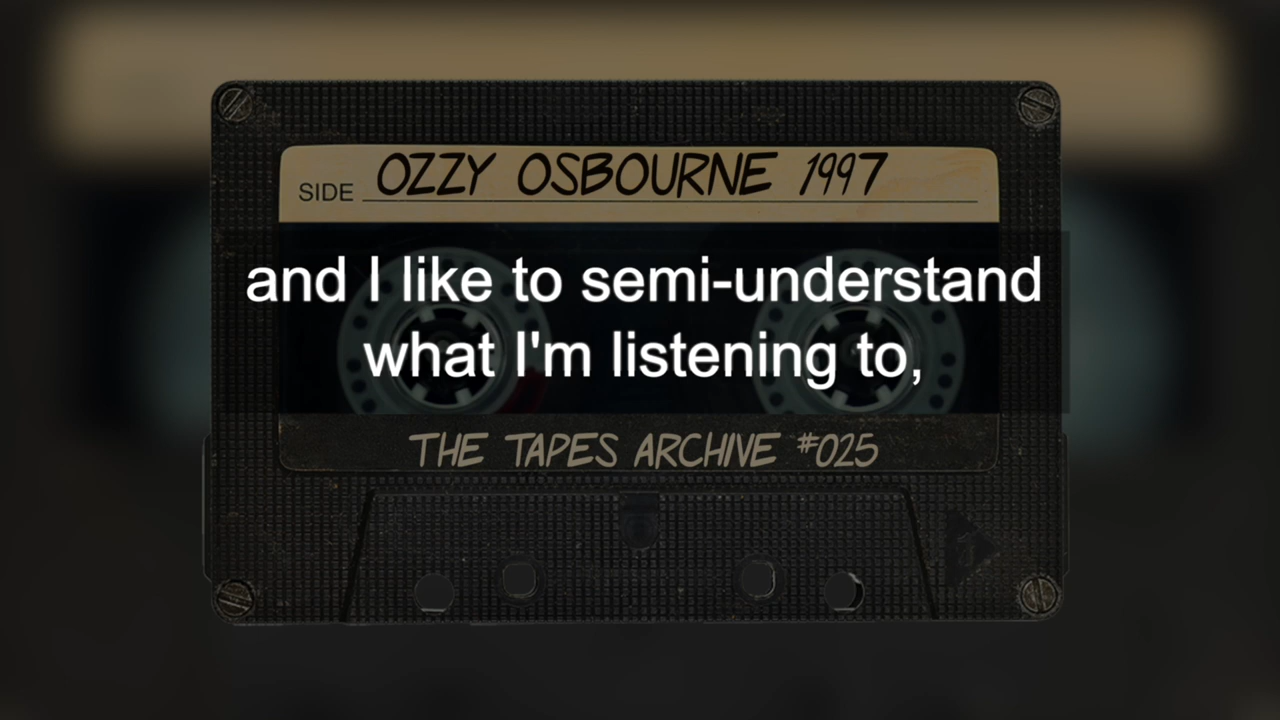 OZZY OSBOURNE 1997
SIDE
and I like to semi-understand
what I'm listening to,
THE TAPES ARCHIVE #025